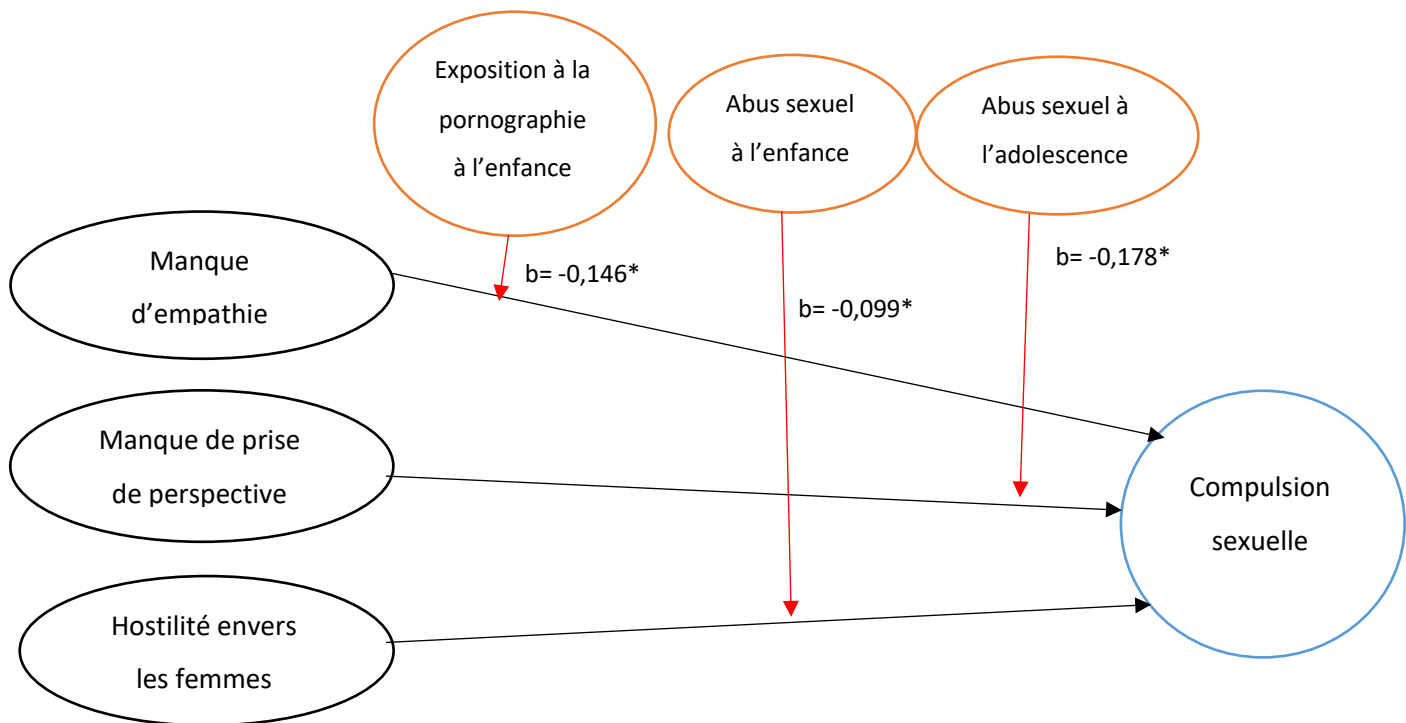 Exposition à la
pornographie
à l’enfance
Abus sexuel
à l’enfance
Abus sexuel à
l’adolescence
Manque
d’empathie
b= -0,146*
b= -0,099*
b= -0,178*
Manque de prise
de perspective
Compulsion
sexuelle
Hostilité envers
les femmes